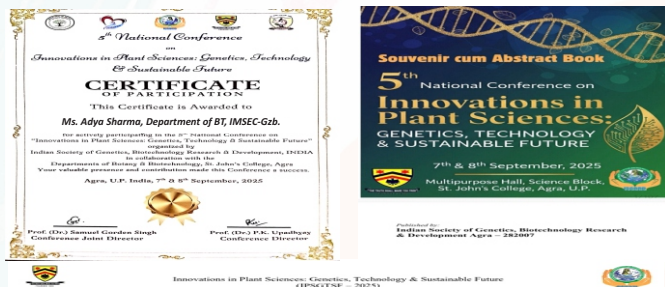 5th National Conference
on
Innovations in Plant Sciences: Genetics, Technology
& Sustainable Future
CERTIFICATE
OF PARTICIPATION
This Certificate is Awarded to
Ms. Adya Sharma, Department of BT, IMSEC-Gzb.
for actively participating in the 5th National Conference on
"Innovations in Plant Sciences: Genetics, Technology & Sustainable Future"
organized by
Indian Society of Genetics, Biotechnology Research & Development, INDIA
in collaboration with the
Departments of Botany & Biotechnology, St. John's College, Agra
Your valuable presence and contribution made this Conference a success.
Agra, U.P. India, 7th & 8th September, 2025
Prof. (Dr.) Samuel Gorden Singh
Conference Joint Director
Prof. (Dr.) P.K. Upadhyay
Conference Director
Souvenir cum Abstract Book
5th National Conference on
Innovations in
Plant Sciences:
GENETICS, TECHNOLOGY
& SUSTAINABLE FUTURE
7th & 8th September, 2025
Multipurpose Hall, Science Block,
St. John's College, Agra, U.P.
Published by:
Indian Society of Genetics, Biotechnology Research
& Development Agra – 282007
Innovations in Plant Sciences: Genetics, Technology & Sustainable Future
(IPSGTSF – 2025)